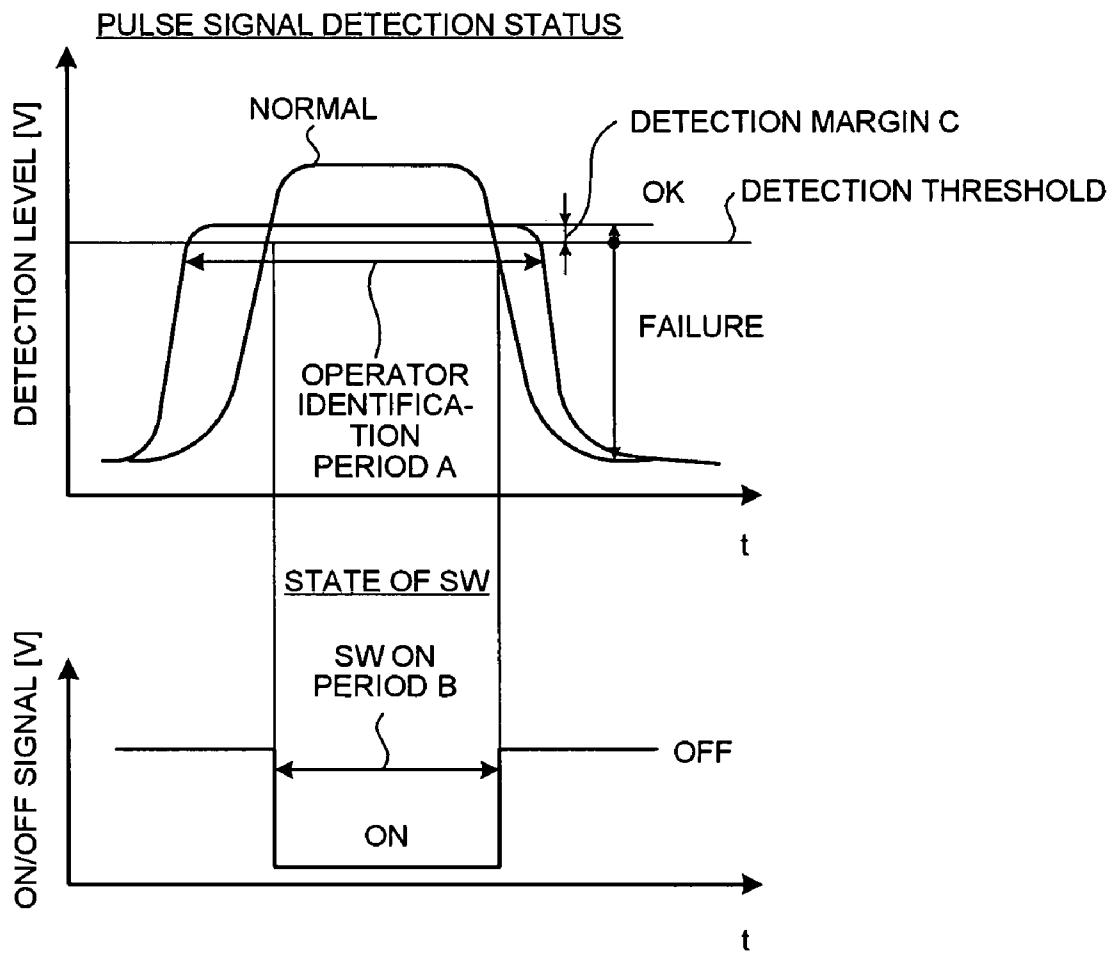 PULSE SIGNAL DETECTION STATUS
DETECTION LEVEL [V]
NORMAL
DETECTION MARGIN C
OK
DETECTION THRESHOLD
FAILURE
OPERATOR
IDENTIFICA-
TION
PERIOD A
t
STATE OF SW
ON/OFF SIGNAL [V]
SW ON
PERIOD B
OFF
ON
t